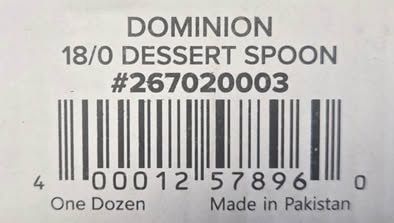 DOMINION
18/0 DESSERT SPOON
#267020003
4 00012 57896 0
One Dozen Made in Pakistan